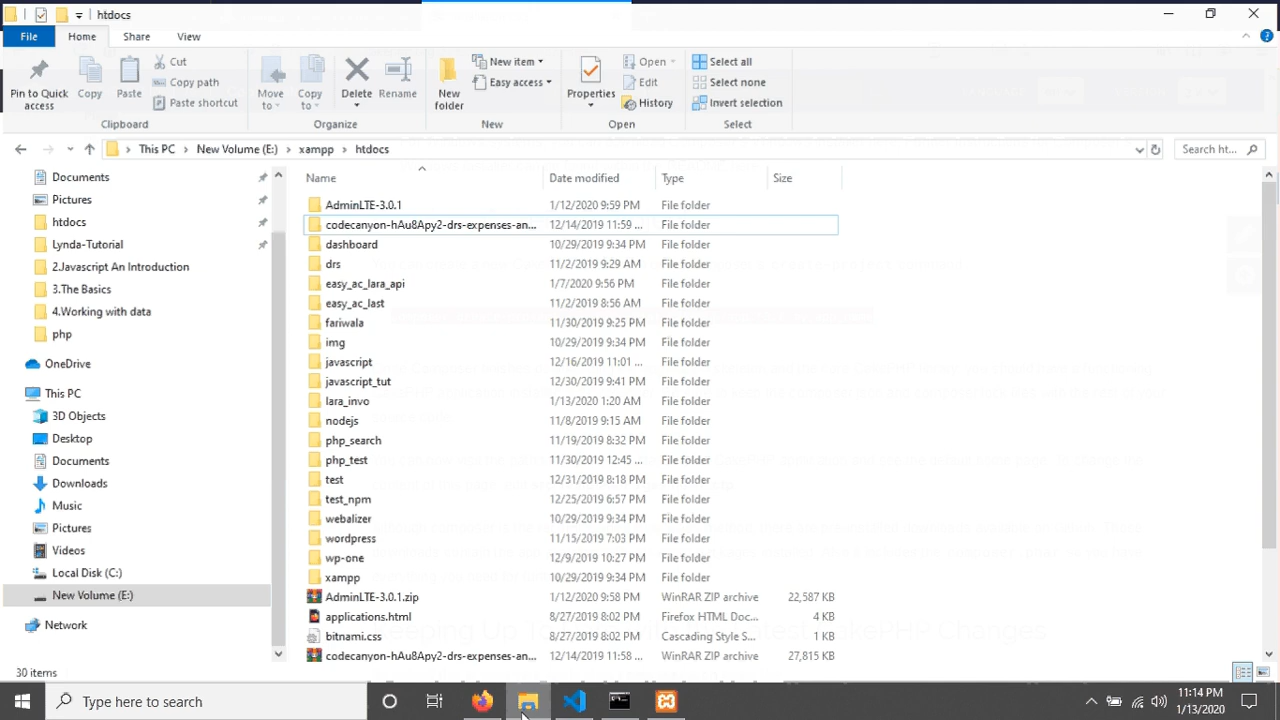 htdocs
File Home Share View
Pin to Quick access
Copy
Paste
Cut
Copy path
Paste shortcut
Clipboard
Move to
Copy to
Delete
Rename
Organize
New folder
New item
Easy access
New
Properties
Open
Edit
History
Open
Select all
Select none
Invert selection
Select
This PC New Volume (E:) xampp htdocs
Search ht...
Documents
Pictures
htdocs
Lynda-Tutorial
2.Javascript An Introduction
3.The Basics
4.Working with data
php
OneDrive
This PC
3D Objects
Desktop
Documents
Downloads
Music
Pictures
Videos
Local Disk (C:)
New Volume (E:)
Network
Name Date modified Type Size
AdminLTE-3.0.1 1/12/2020 9:59 PM File folder
codecanyon-hAu8Apy2-drs-expenses-an... 12/14/2019 11:59 ... File folder
dashboard 10/29/2019 9:34 PM File folder
drs 11/2/2019 9:29 AM File folder
easy_ac_lara_api 1/7/2020 9:56 PM File folder
easy_ac_last 11/2/2019 8:56 AM File folder
fariwala 11/30/2019 9:25 PM File folder
img 10/29/2019 9:34 PM File folder
javascript 12/16/2019 11:01 ... File folder
javascript_tut 12/30/2019 9:41 PM File folder
lara_invo 1/13/2020 1:20 AM File folder
nodejs 11/8/2019 9:15 AM File folder
php_search 11/19/2019 8:32 PM File folder
php_test 11/30/2019 12:45 ... File folder
test 12/31/2019 8:18 PM File folder
test_npm 12/25/2019 6:57 PM File folder
webalizer 10/29/2019 9:34 PM File folder
wordpress 11/15/2019 7:03 PM File folder
wp-one 12/9/2019 10:27 PM File folder
xampp 10/29/2019 9:34 PM File folder
AdminLTE-3.0.1.zip 1/12/2020 9:58 PM WinRAR ZIP archive 22,587 KB
applications.html 8/27/2019 8:02 PM Firefox HTML Doc... 4 KB
bitnami.css 8/27/2019 8:02 PM Cascading Style S... 1 KB
codecanyon-hAu8Apy2-drs-expenses-an... 12/14/2019 11:58 ... WinRAR ZIP archive 27,815 KB
30 items
Type here to search
11:14 PM
1/13/2020